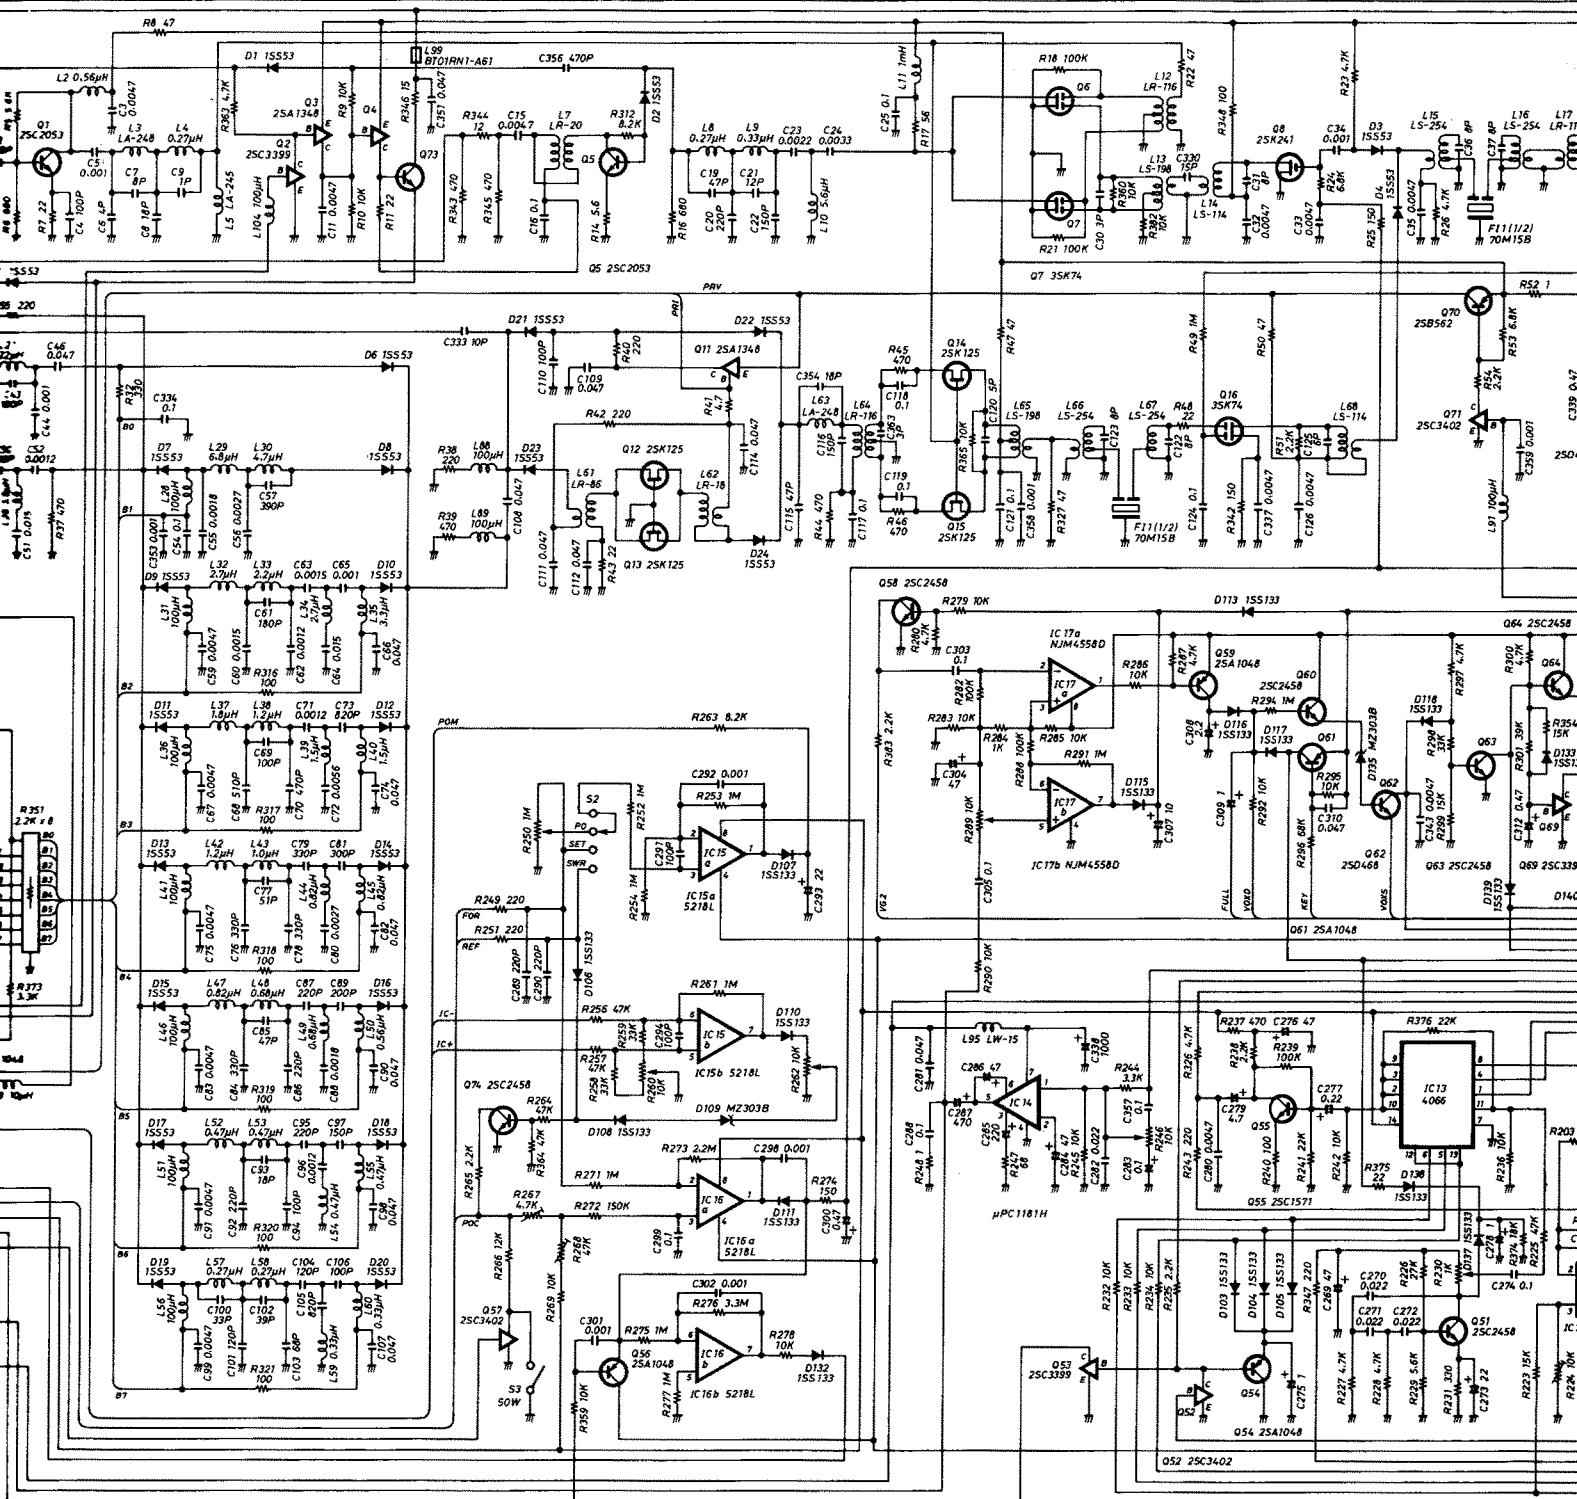 R8 47
L2 0.56μH
C3 0.0047
Q1
2SC2053
L3
LA-248
L4
0.27μH
C5
0.001
C7
8P
C9
1P
R7 22
C4 100P
C6 4P
C8 18P
L5 LA-245
R363 4.7K
D1 1SS53
Q3
2SA1348
Q2
2SC3399
L104 100μH
C11 0.0047
R9 10K
R10 10K
Q4
R11 22
R346 15
L99
BT01RN1-A61
C351 0.047
Q73
C356 470P
R344
12
C15
0.0047
L7
LR-20
R312
8.2K
D2 1SS53
Q5
R343 470
R345 470
C16 0.1
R14 5.6
Q5 2SC2053
R16 680
L8
0.27μH
L9
0.33μH
C23
0.0022
C24
0.0033
C19
47P
C21
12P
C20
220P
C22
150P
L10 5.6μH
L11 1mH
C25 0.1
R17 56
R18 100K
Q6
Q7
R21 100K
Q7 3SK74
L12
LR-116
R22 47
C30 3P
R360
10K
L13
LS-198
R382
10K
C330
15P
L14
LS-114
R348 100
C31
8P
C32
0.0047
Q8
2SK241
C34
0.001
R23 4.7K
D3
1SS53
R24
6.8K
C33
0.0047
D4
1SS53
R25 150
L15
LS-254
C36 8P
C37 8P
L16
LS-254
L17
C35 0.0047
R26 4.7K
FI1(1/2)
70M15B
C46
0.047
R32
330
C334
0.1
C44 0.001
R37 470
C51 0.015
B0
D6 1SS53
D7
1SS53
L29
6.8μH
L30
4.7μH
D8
1SS53
L28
100μH
C57
390P
B1
C353 0.001
C54 0.1
C55 0.0018
C56 0.0027
D9 1SS53
L32
2.7μH
L33
2.2μH
C63
0.0015
C65
0.001
D10
1SS53
L31
100μH
C61
180P
L34
2.7μH
L35
3.3μH
C59 0.0047
C60 0.0015
C62 0.0012
C64 0.015
C66
0.047
R316
100
B2
D11
1SS53
L37
1.8μH
L38
1.2μH
C71
0.0012
C73
820P
D12
1SS53
L36
100μH
C69
100P
L39
1.5μH
L40
1.5μH
C67 0.0047
C68 510P
C70 470P
C72 0.0056
C74
0.047
R317
100
B3
D13
1SS53
L42
1.2μH
L43
1.0μH
C79
330P
C81
300P
D14
1SS53
L41
100μH
C77
51P
L44
0.82μH
L45
0.82μH
C75 0.0047
C76 330P
C78 330P
C80 0.0027
C82
0.047
R318
100
B4
D15
1SS53
L47
0.82μH
L48
0.68μH
C87
220P
C89
200P
D16
1SS53
L46
100μH
C85
47P
L49
0.68μH
L50
0.56μH
C83 0.0047
C84 330P
C86 220P
C88 0.0018
C90
0.047
R319
100
B5
D17
1SS53
L52
0.47μH
L53
0.47μH
C95
220P
C97
150P
D18
1SS53
L51
100μH
C93
18P
C96
0.0012
L55
0.47μH
C91 0.0047
C92 220P
C94 100P
L54 0.47μH
C98
0.047
R320
100
B6
D19
1SS53
L57
0.27μH
L58
0.27μH
C104
120P
C106
100P
D20
1SS53
L56
100μH
C100
33P
C102
39P
C105
820P
L60
0.33μH
C99 0.0047
C101 120P
C103 68P
L59 0.33μH
C107
0.047
R321
100
B7
R351
2.2K x 8
R373
3.3K
PRV
PRI
C333 10P
D21 1SS53
D22 1SS53
C110 100P
C109
0.047
R40
220
Q11 2SA1348
R41
4.7
R42 220
R38
220
L88
100μH
D23
1SS53
R39
470
L89
100μH
C108 0.047
L61
LR-86
Q12 2SK125
Q13 2SK125
L62
LR-18
C114 0.047
C111 0.047
C112 0.047
R43 22
D24
1SS53
C115 47P
C354 18P
L63
LA-248
C116
150P
L64
LR-116
C363
3P
R44 470
C117 0.1
R45
470
C118
0.1
C119
0.1
R46
470
Q14
2SK125
Q15
2SK125
C120 5P
R365 10K
R47 47
L65
LS-198
C121 0.1
C358 0.001
R327 47
L66
LS-254
C123 8P
FI1(1/2)
70M15B
L67
LS-254
R48
22
C122
8P
R49 1M
C124 0.1
Q16
3SK74
R342 150
C337 0.0047
R50 47
R51
2.2K
C125
8P
C126 0.0047
L68
LS-114
Q70
2SB562
R52 1
R53 6.8K
R54
2.2K
Q71
2SC3402
C359 0.001
L91 100μH
C339 0.47
POM
R263 8.2K
R250 1M
S2
PO
SET
SWR
R252 1M
C292 0.001
R253 1M
C291
100P
IC15
a
R254 1M
IC15a
5218L
D107
1SS133
C293 22
R249 220
FOR
R251 220
REF
C289 220P
C290 220P
D106 1SS133
IC-
IC+
R256 47K
R257
47K
R258
33K
R259
33K
C294
100P
R260
10K
R261 1M
IC15
b
IC15b 5218L
D110
1SS133
R262 10K
Q74 2SC2458
R264
47K
R364 47K
D108 1SS133
D109 MZ303B
R265 2.2K
R271 1M
R273 2.2M
C298 0.001
POC
R267
4.7K
R272 150K
C299
0.1
R268
47K
IC16
a
IC16a
5218L
D111
1SS133
R274
150
C300
0.47
R266 12K
R269 10K
Q57
2SC3402
S3
50W
C301
0.001
R275 1M
C302 0.001
R276 3.3M
Q56
2SA1048
R277 1M
R359 10K
IC16
b
IC16b 5218L
R278
10K
D132
1SS133
Q58 2SC2458
R279 10K
R280
4.7K
C303
0.1
R282
100K
IC17a
NJM4558D
IC17
a
R286
10K
R383 2.2K
R283 10K
C304
47
R284
1K
R285 10K
R288 100K
R291 1M
IC17
b
IC17b NJM4558D
R289 10K
C305 0.1
R290 10K
D115
1SS133
C307 10
VG2
D113 1SS133
R287
4.7K
Q59
2SA1048
Q60
2SC2458
C308
2.2
D116
1SS133
R294 1M
D117
1SS133
Q61
C309 1
R292 10K
R295
10K
C310
0.047
R296 68K
D135 MZ303B
Q62
Q62
2SD468
FULL
VOXD
KEY
VOXS
Q61 2SA1048
Q64 2SC2458
R297 4.7K
D118
1SS133
R298
33K
C343 0.0047
R299 15K
Q63
Q63 2SC2458
R300
4.7K
Q64
R301 39K
R354
15K
D133
C312 0.47
Q69
Q69 2SC339
D139
1SS133
D140
L95 LW-15
C338
1000
C281 0.047
C286 47
C287
470
IC14
C288
0.1
R248 1
C285
220
R247
68
C284 47
R245 10K
C282 0.022
C283
0.1
R244
3.3K
C357
0.1
R246
10K
μPC1181H
R326 4.7K
R237 470
C276 47
R238
2.2K
R239
100K
C279
4.7
Q55
C277
0.22
R243 220
C280 0.0047
R240 100
R241 22K
R242 10K
Q55 2SC1571
R376 22K
IC13
4066
R236 10K
R203
R375
22
D138
1SS133
R232 10K
R233 10K
R234 10K
R235 2.2K
D103 1SS133
D104 1SS133
D105 1SS133
R347 220
C269 47
Q53
2SC3399
Q52
Q54
C275 1
Q54 2SA1048
Q52 2SC3402
C270
0.022
C271
0.022
C272
0.022
R226
27K
R230
1K
D137 1SS133
C278 1
R374 18K
R225 47K
C274 0.1
Q51
2SC2458
R227 4.7K
R228 4.7K
R229 5.6K
R231 330
C273 22
R223 15K
R224 10K